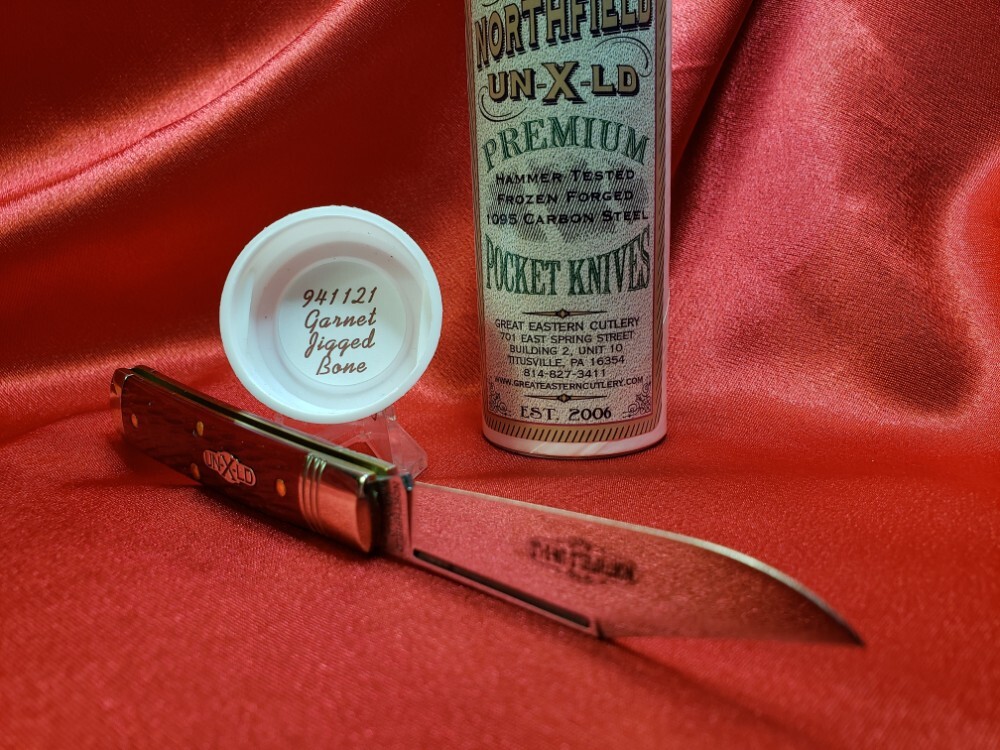 NORTHFIELD
UN-X-LD
PREMIUM
HAMMER TESTED
FROZEN FORGED
1095 CARBON STEEL
POCKET KNIVES
GREAT EASTERN CUTLERY
701 EAST SPRING STREET
BUILDING 2, UNIT 10
TITUSVILLE, PA 16354
814-827-3411
WWW.GREATEASTERNCUTLERY.COM
EST. 2006
941121
Garnet
Jigged
Bone
UN-X-LD